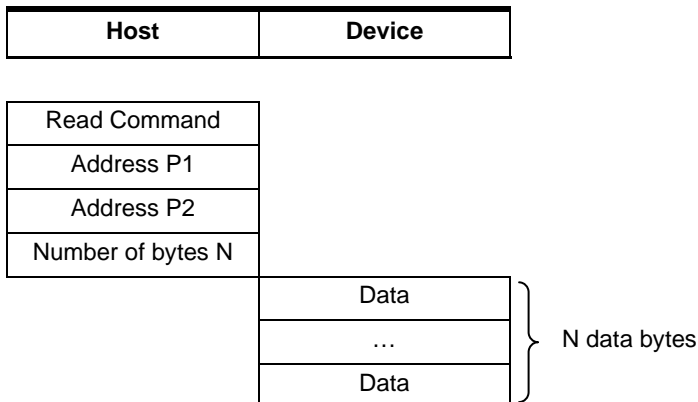 Host Device
Read Command
Address P1
Address P2
Number of bytes N
Data
… N data bytes
Data